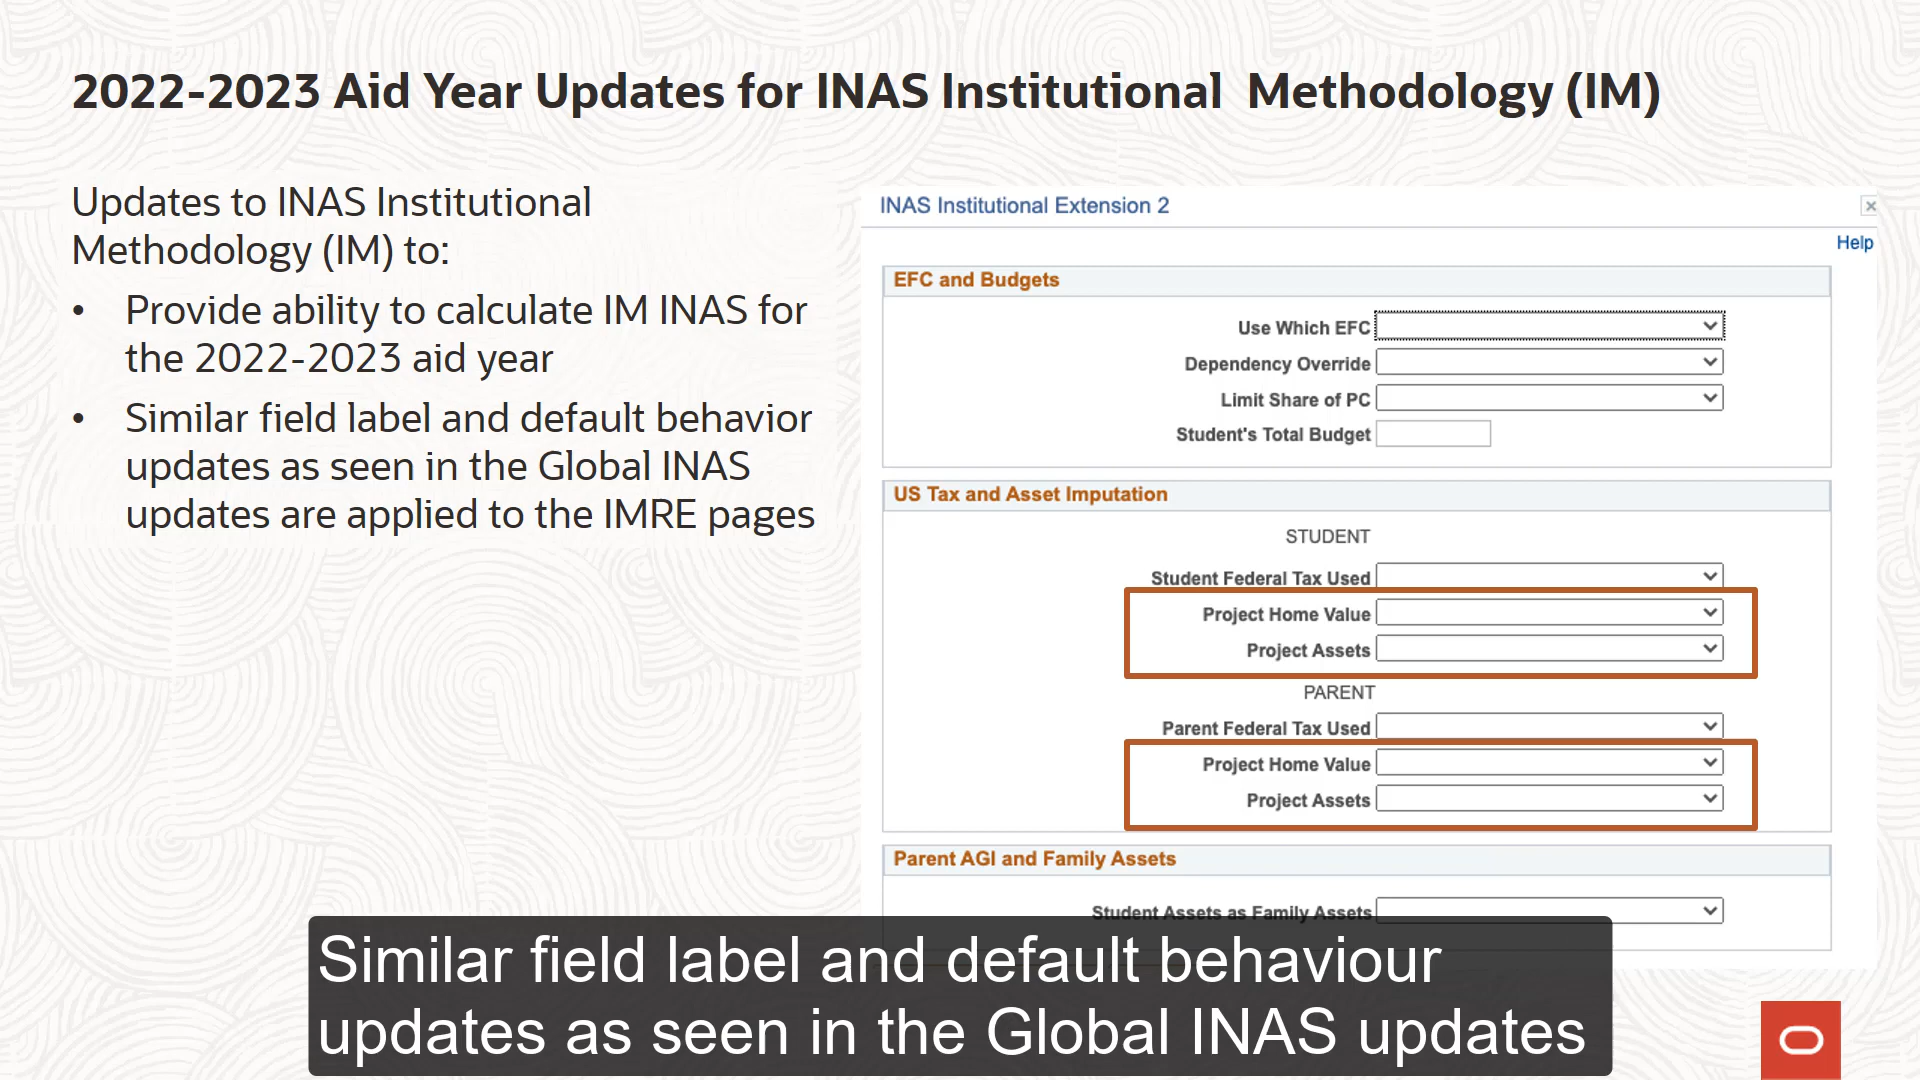 2022-2023 Aid Year Updates for INAS Institutional Methodology (IM)
Updates to INAS Institutional
Methodology (IM) to:
• Provide ability to calculate IM INAS for
the 2022-2023 aid year
• Similar field label and default behavior
updates as seen in the Global INAS
updates are applied to the IMRE pages
INAS Institutional Extension 2
Help
EFC and Budgets
Use Which EFC
Dependency Override
Limit Share of PC
Student's Total Budget
US Tax and Asset Imputation
STUDENT
Student Federal Tax Used
Project Home Value
Project Assets
PARENT
Parent Federal Tax Used
Project Home Value
Project Assets
Parent AGI and Family Assets
Student Assets as Family Assets
Similar field label and default behaviour
updates as seen in the Global INAS updates